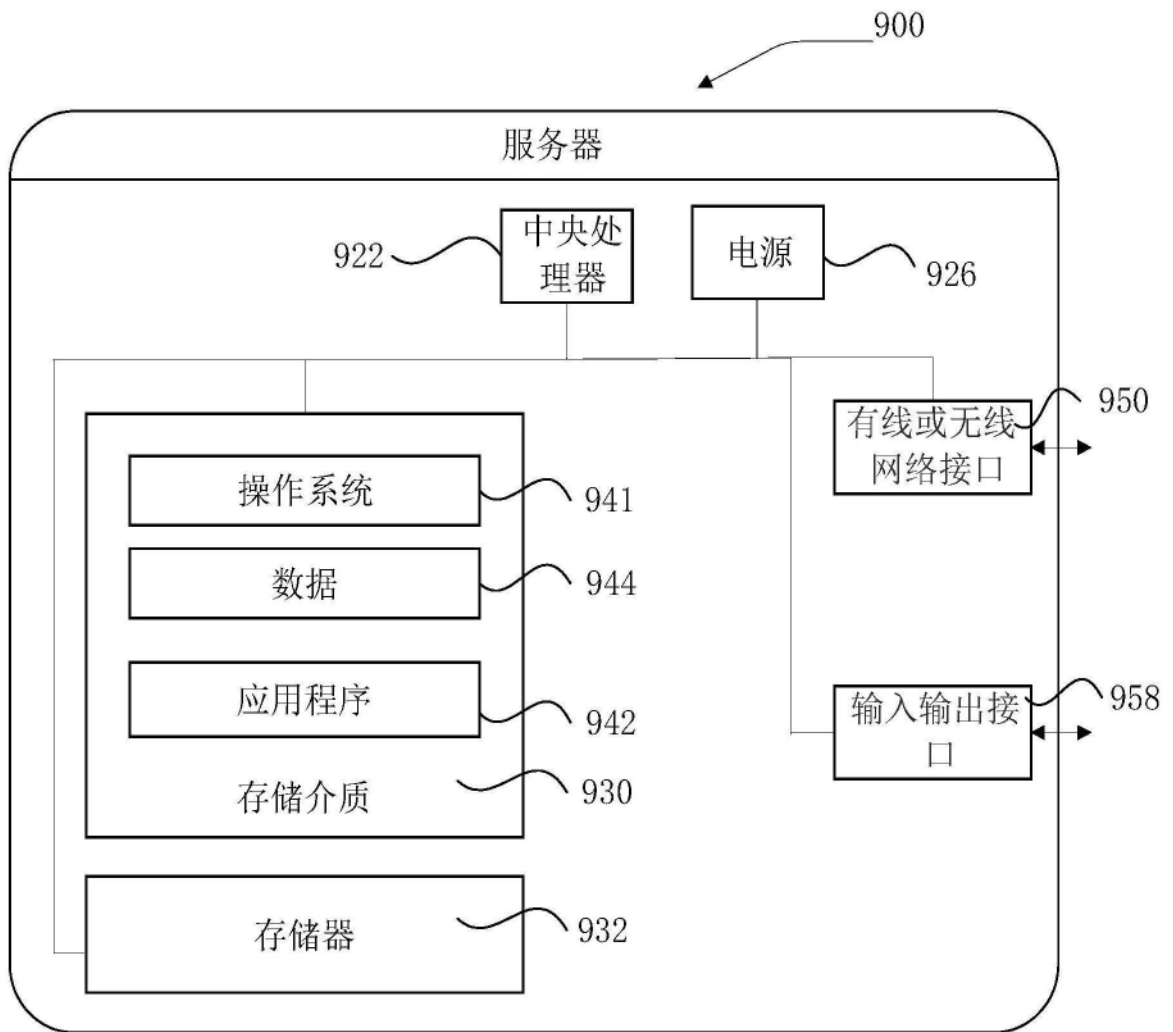 900
服务器
922
中央处
理器
电源
926
有线或无线
网络接口
950
操作系统
941
数据
944
应用程序
942
存储介质
930
输入输出接
口
958
存储器
932